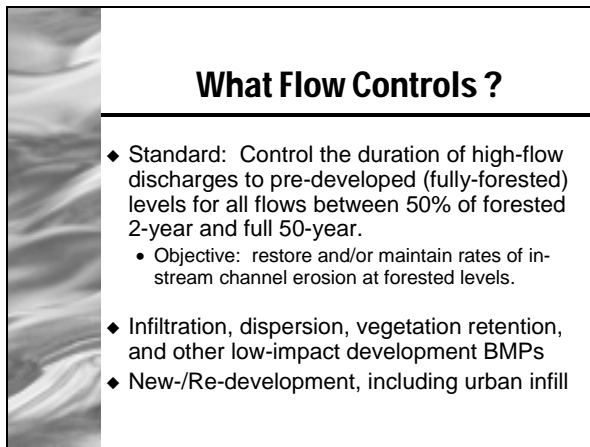 What Flow Controls ?
◆ Standard: Control the duration of high-flow
discharges to pre-developed (fully-forested)
levels for all flows between 50% of forested
2-year and full 50-year.
• Objective: restore and/or maintain rates of in-
stream channel erosion at forested levels.
◆ Infiltration, dispersion, vegetation retention,
and other low-impact development BMPs
◆ New-/Re-development, including urban infill